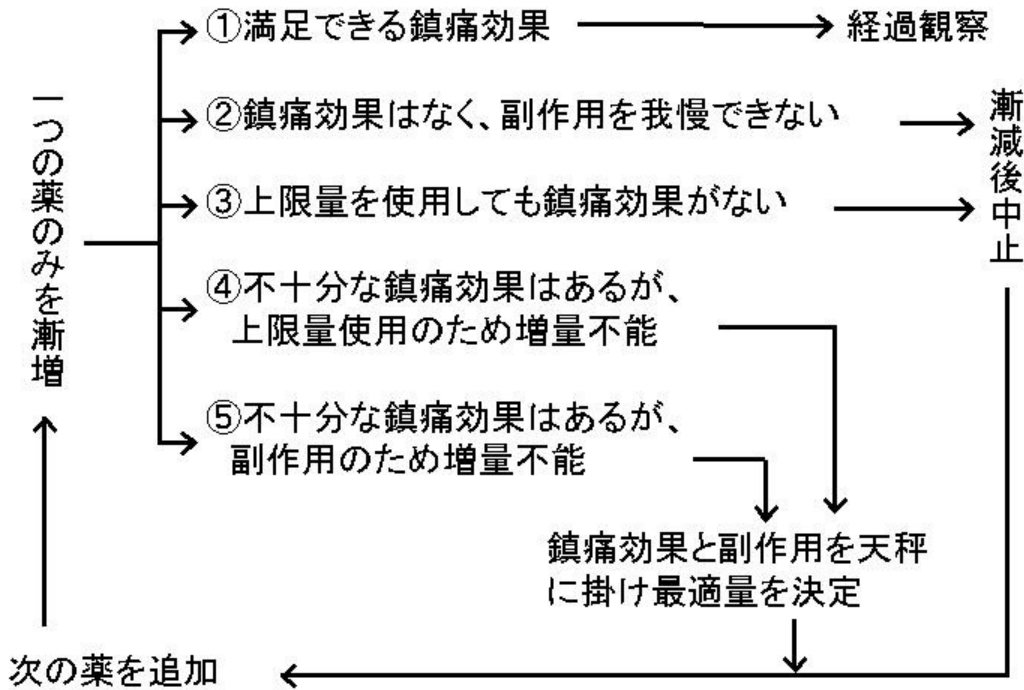 一つの薬のみを漸増
①満足できる鎮痛効果
経過観察
②鎮痛効果はなく、副作用を我慢できない
③上限量を使用しても鎮痛効果がない
漸減後中止
④不十分な鎮痛効果はあるが、
上限量使用のため増量不能
⑤不十分な鎮痛効果はあるが、
副作用のため増量不能
鎮痛効果と副作用を天秤
に掛け最適量を決定
次の薬を追加